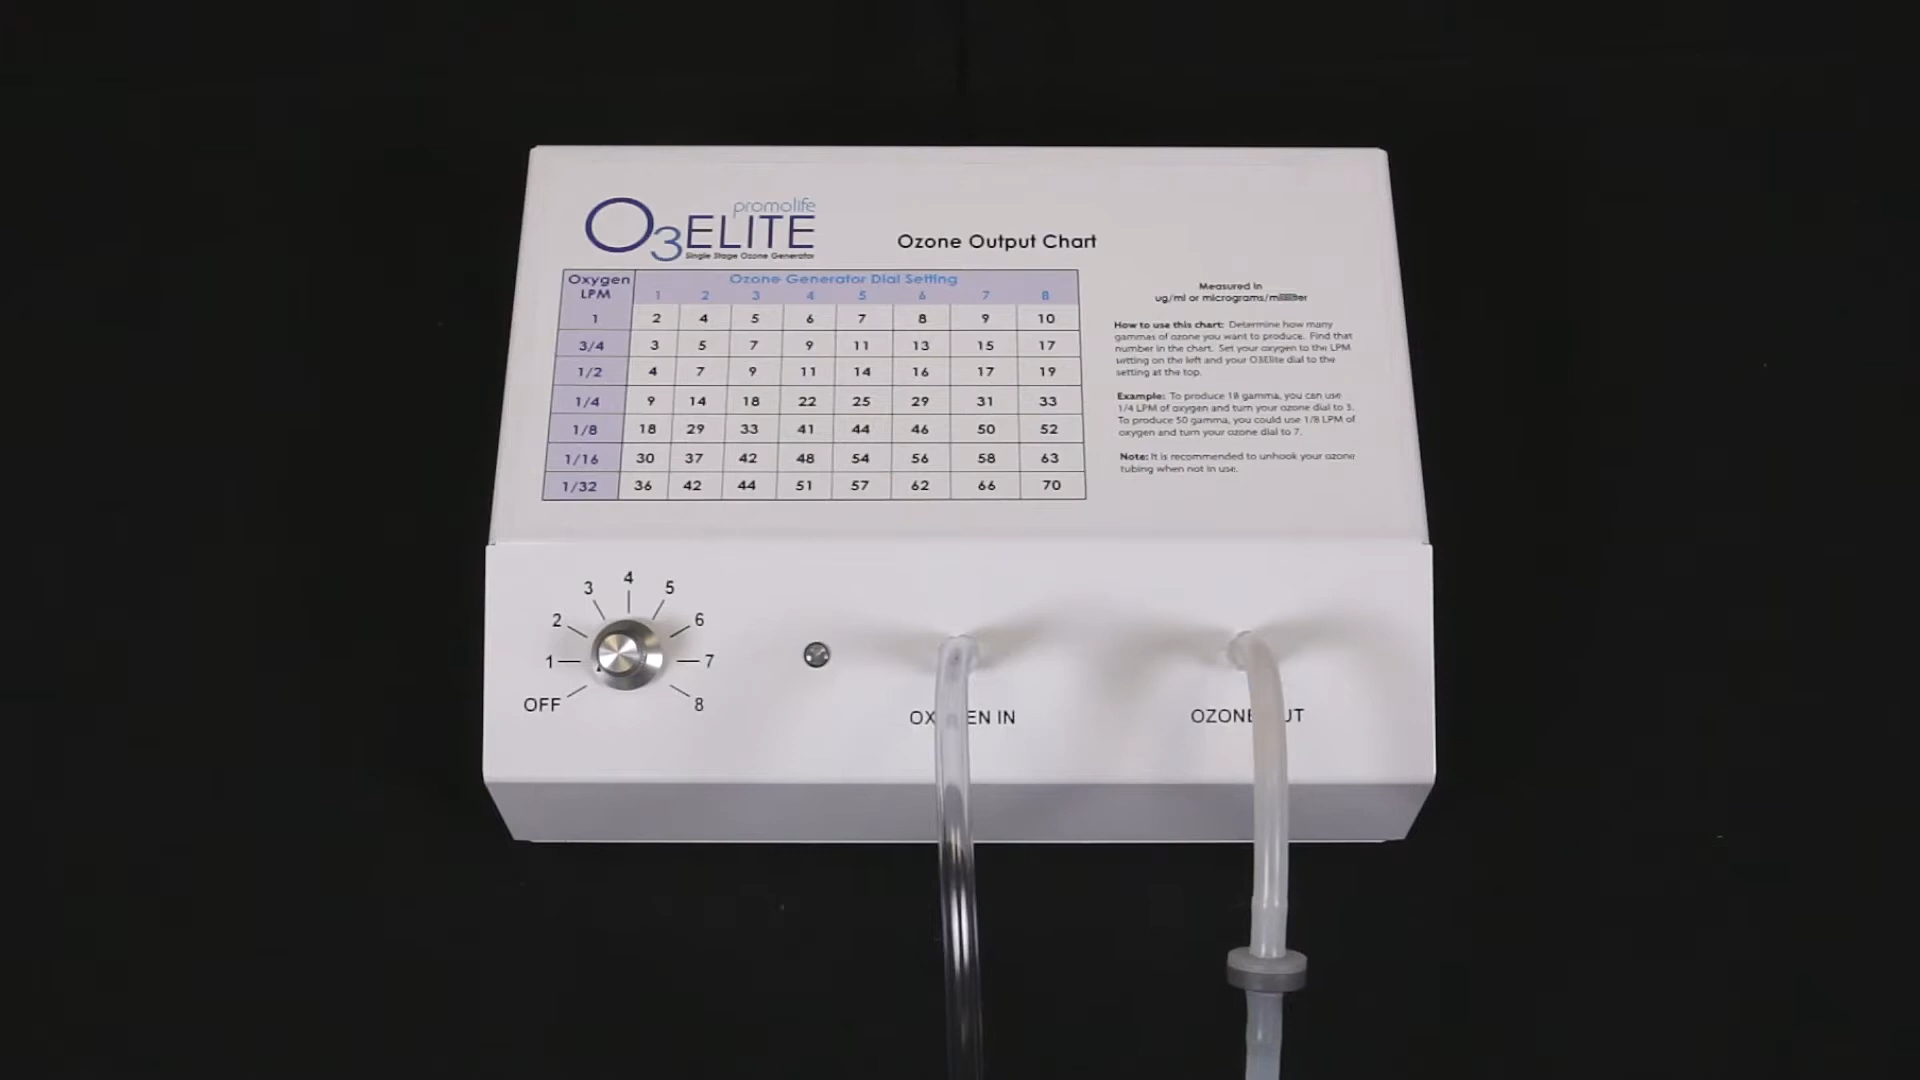 promolife
O3ELITE
Single Stage Ozone Generator
Ozone Output Chart
Oxygen LPM
Ozone Generator Dial Setting
1 2 3 4 5 6 7 8
1 2 4 5 6 7 8 9 10
3/4 3 5 7 9 11 13 15 17
1/2 4 7 9 11 14 16 17 19
1/4 9 14 18 22 25 29 31 33
1/8 18 29 33 41 44 46 50 52
1/16 30 37 42 48 54 56 58 63
1/32 36 42 44 51 57 62 66 70
Measured in
ug/ml or micrograms/milliliter
How to use this chart: Determine how many
gammas of ozone you want to produce. Find that
number in the chart. Set your oxygen to the LPM
setting on the left and your O3Elite dial to the
setting at the top.
Example: To produce 18 gamma, you can use
1/4 LPM of oxygen and turn your ozone dial to 3.
To produce 50 gamma, you could use 1/8 LPM of
oxygen and turn your ozone dial to 7.
Note: It is recommended to unhook your ozone
tubing when not in use.
OFF 1 2 3 4 5 6 7 8
OXYGEN IN
OZONE OUT